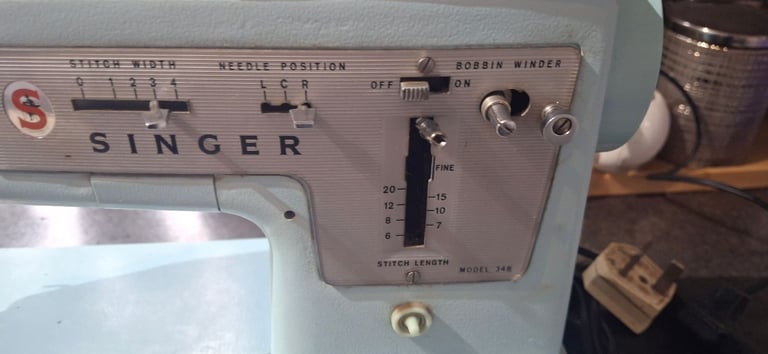 STITCH WIDTH
0 1 2 3 4
NEEDLE POSITION
L C R
OFF ON
BOBBIN WINDER
S
SINGER
FINE
20
15
12
10
8
7
6
STITCH LENGTH
MODEL 348